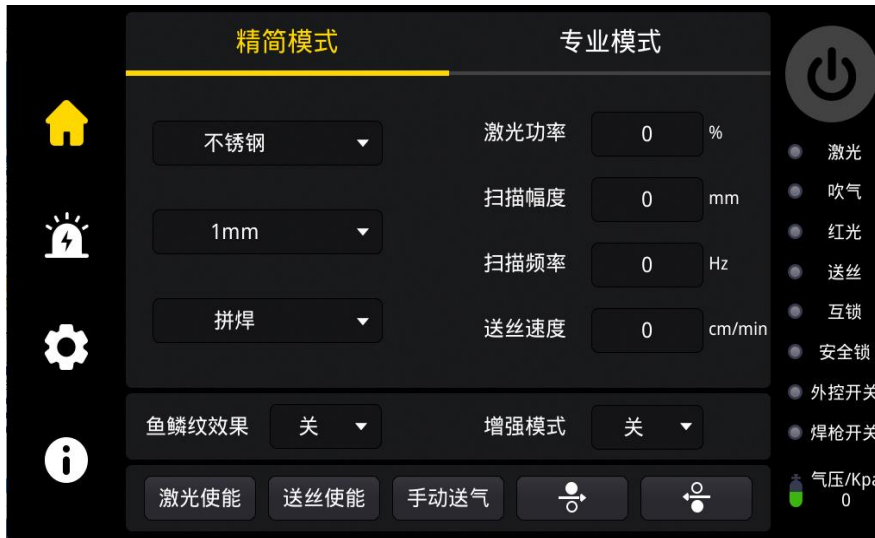 精简模式 专业模式
不锈钢
1mm
拼焊
激光功率 0 %
扫描幅度 0 mm
扫描频率 0 Hz
送丝速度 0 cm/min
鱼鳞纹效果 关 增强模式 关
激光使能 送丝使能 手动送气
激光
吹气
红光
送丝
互锁
安全锁
外控开关
焊枪开关
气压/Kpa
0